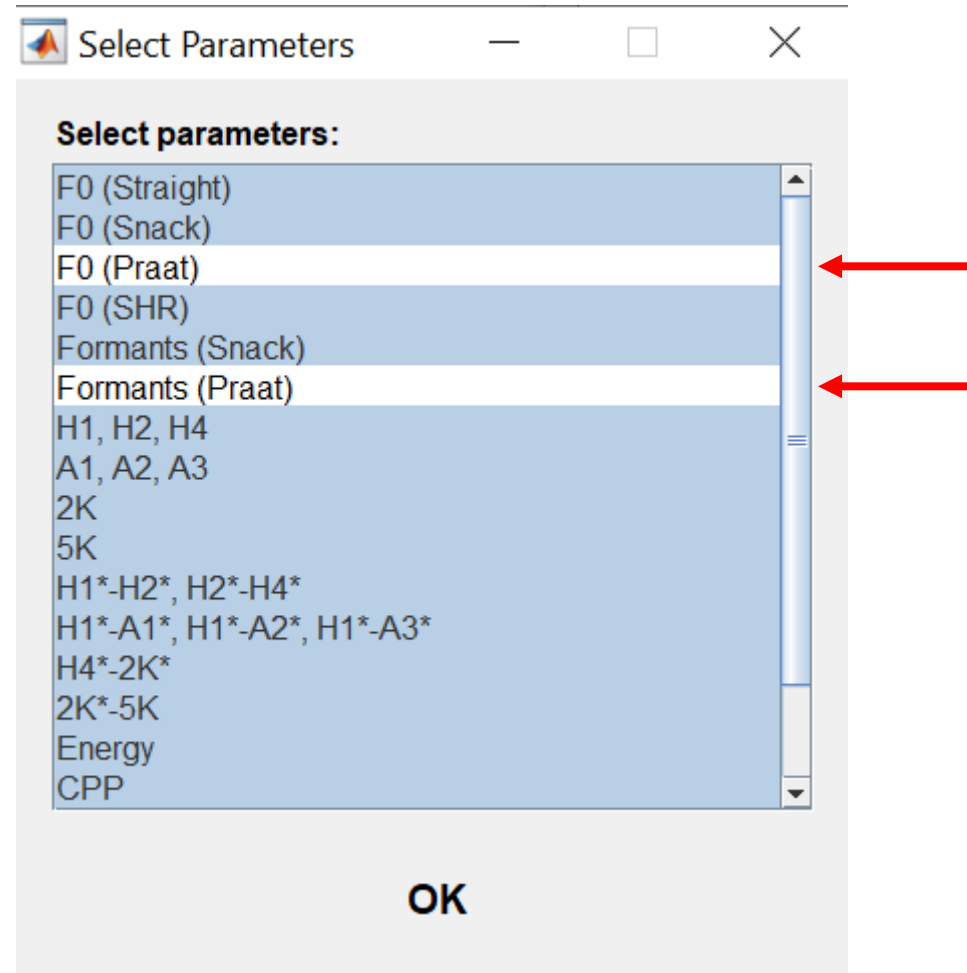 Select Parameters
Select parameters:
F0 (Straight)
F0 (Snack)
F0 (Praat)
F0 (SHR)
Formants (Snack)
Formants (Praat)
H1, H2, H4
A1, A2, A3
2K
5K
H1*-H2*, H2*-H4*
H1*-A1*, H1*-A2*, H1*-A3*
H4*-2K*
2K*-5K
Energy
CPP
OK